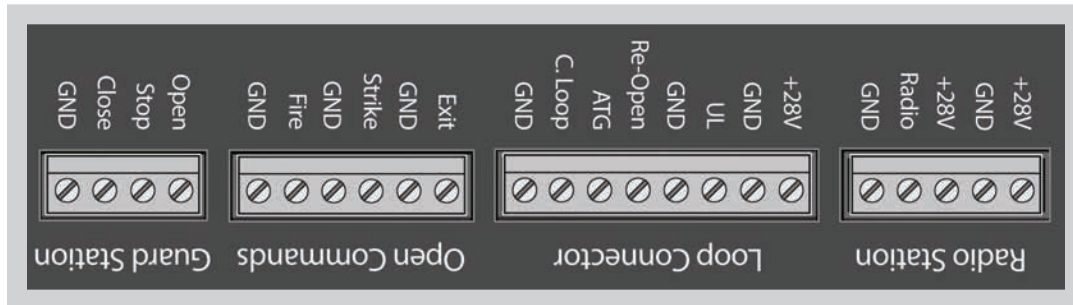 GND
Close
Stop
Open
GND
Fire
GND
Strike
GND
Exit
GND
C. Loop
ATG
Re-Open
GND
UL
GND
+28V
GND
Radio
+28V
GND
+28V
Guard Station
Open Commands
Loop Connector
Radio Station